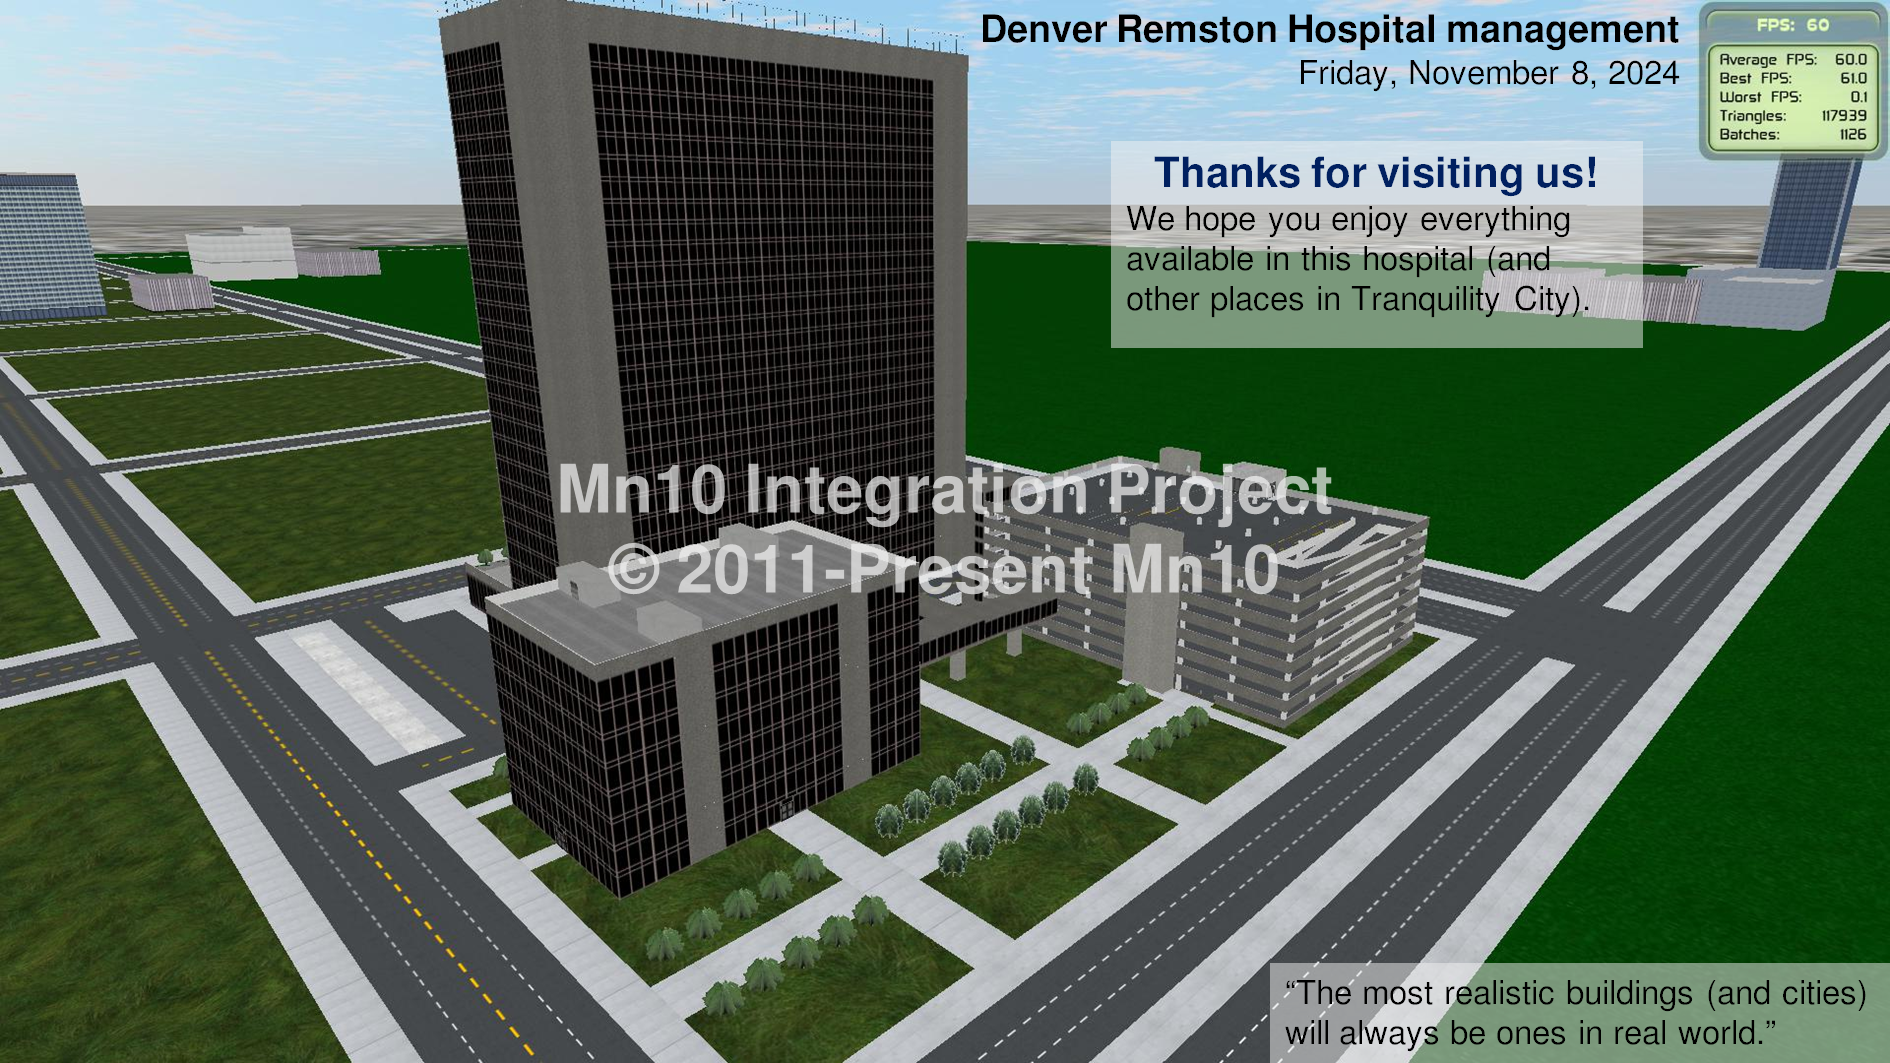 Denver Remston Hospital management
Friday, November 8, 2024
FPS: 60
Average FPS: 60.0
Best FPS: 61.0
Worst FPS: 0.1
Triangles: 117939
Batches: 1126
Thanks for visiting us!
We hope you enjoy everything
available in this hospital (and
other places in Tranquility City).
Mn10 Integration Project
© 2011-Present Mn10
“The most realistic buildings (and cities)
will always be ones in real world.”